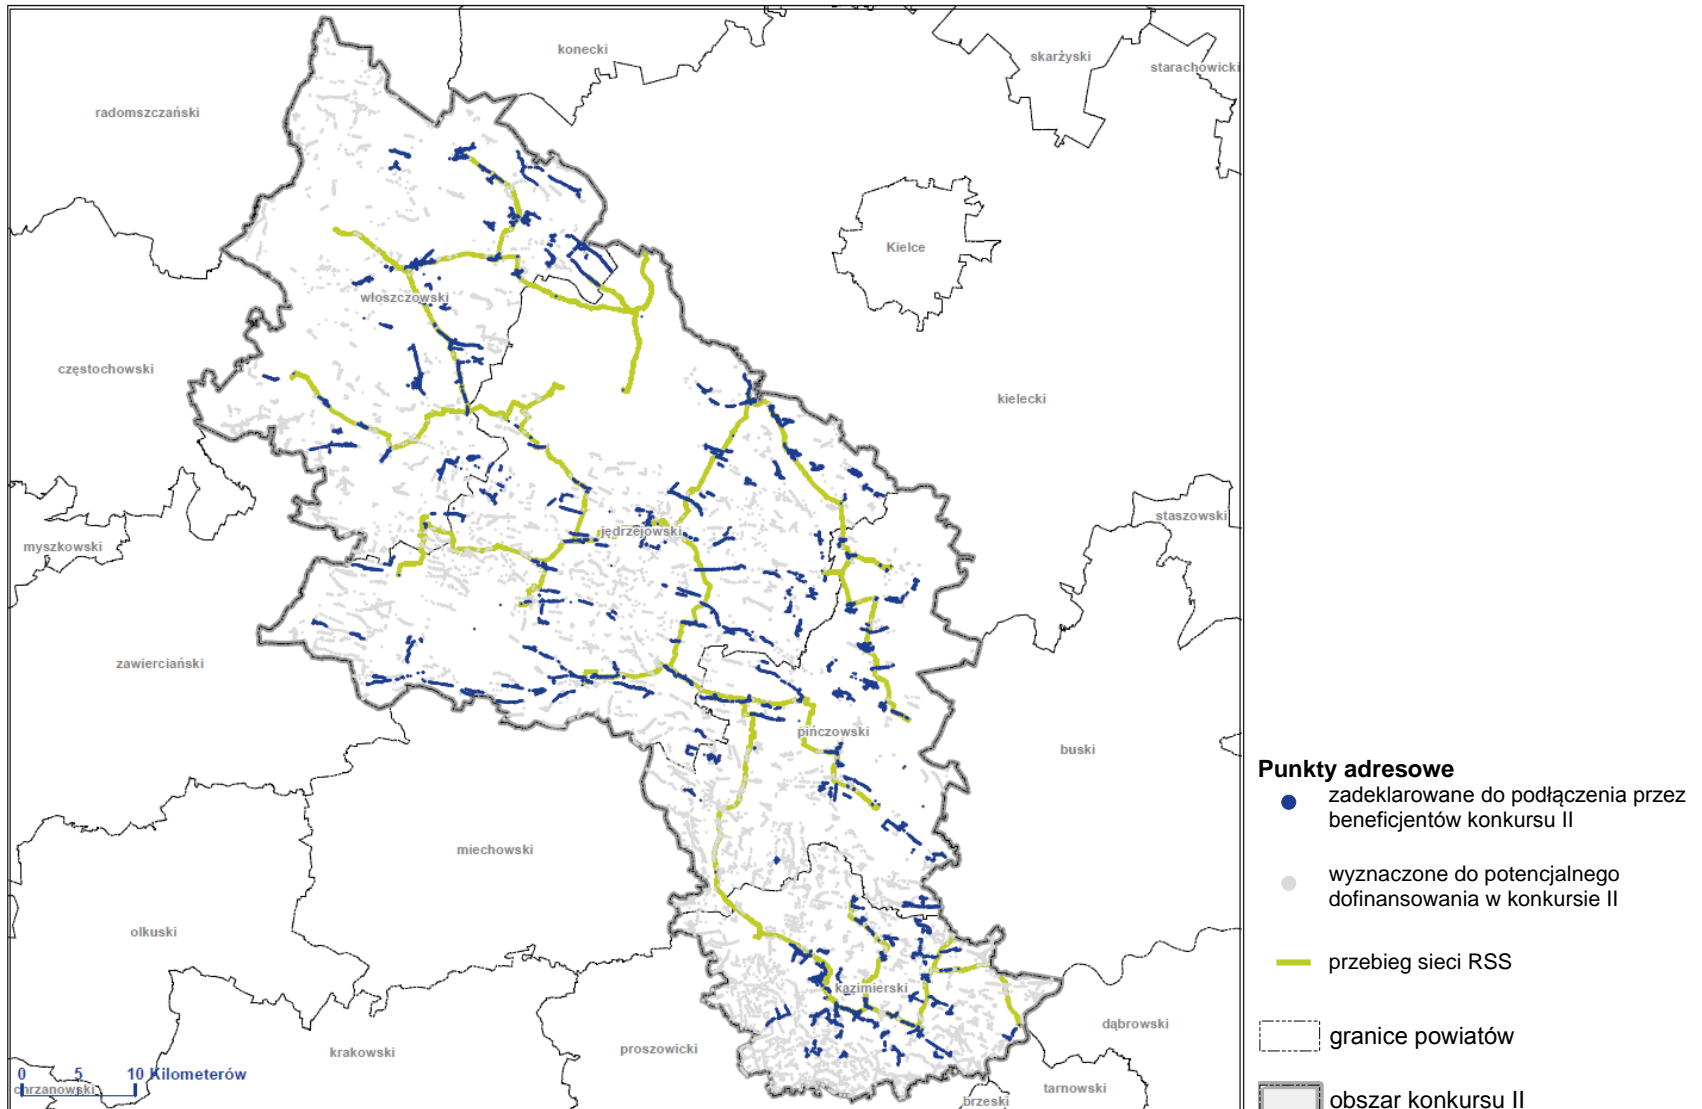 konecki
skarżyski
starachowicki
radomszczański
Kielce
włoszczowski
częstochowski
kielecki
staszowski
jędrzejowski
myszkowski
zawierciański
pińczowski
buski
miechowski
olkuski
kazimierski
dąbrowski
krakowski
proszowicki
tarnowski
brzeski
chrzanowski
0 5 10 Kilometerów
Punkty adresowe
zadeklarowane do podłączenia przez
beneficjentów konkursu II
wyznaczone do potencjalnego
dofinansowania w konkursie II
przebieg sieci RSS
granice powiatów
obszar konkursu II